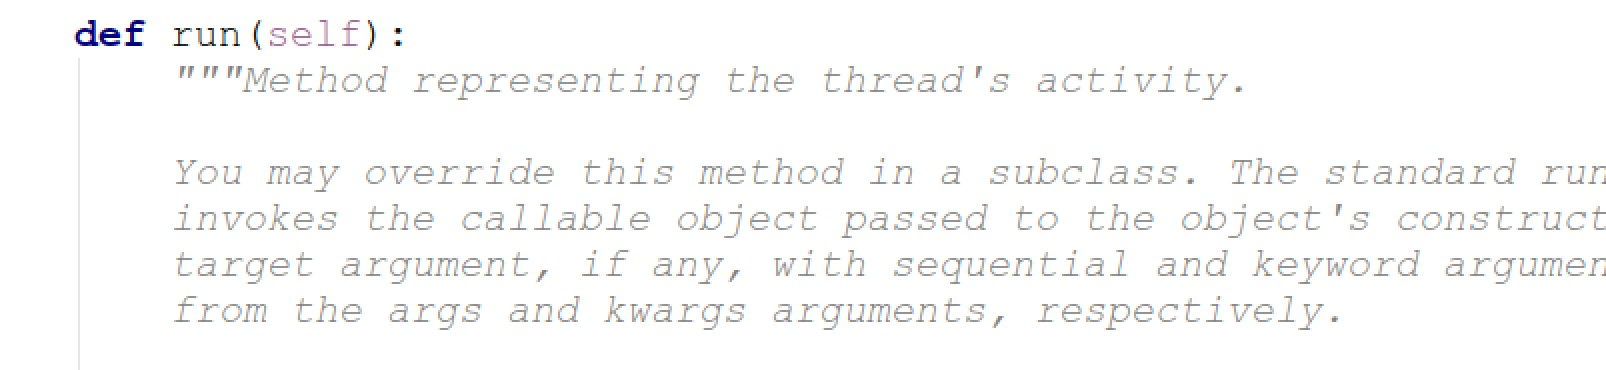 def run(self):
"""Method representing the thread's activity.
You may override this method in a subclass. The standard run
invokes the callable object passed to the object's construct
target argument, if any, with sequential and keyword argumen
from the args and kwargs arguments, respectively.